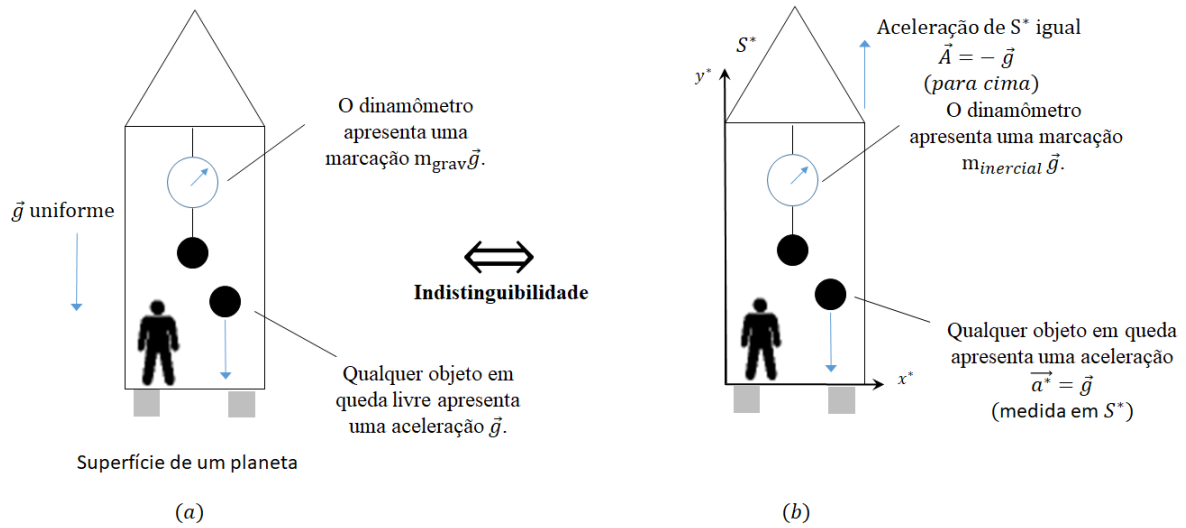 O dinamômetro
apresenta uma
marcação m_grav g⃗.
g⃗ uniforme
Qualquer objeto em
queda livre apresenta
uma aceleração g⃗.
Superfície de um planeta
(a)
Indistinguibilidade
S*
y*
x*
Aceleração de S* igual
A⃗ = − g⃗
(para cima)
O dinamômetro
apresenta uma marcação
m_inercial g⃗.
Qualquer objeto em queda
apresenta uma aceleração
a*⃗ = g⃗
(medida em S*)
(b)